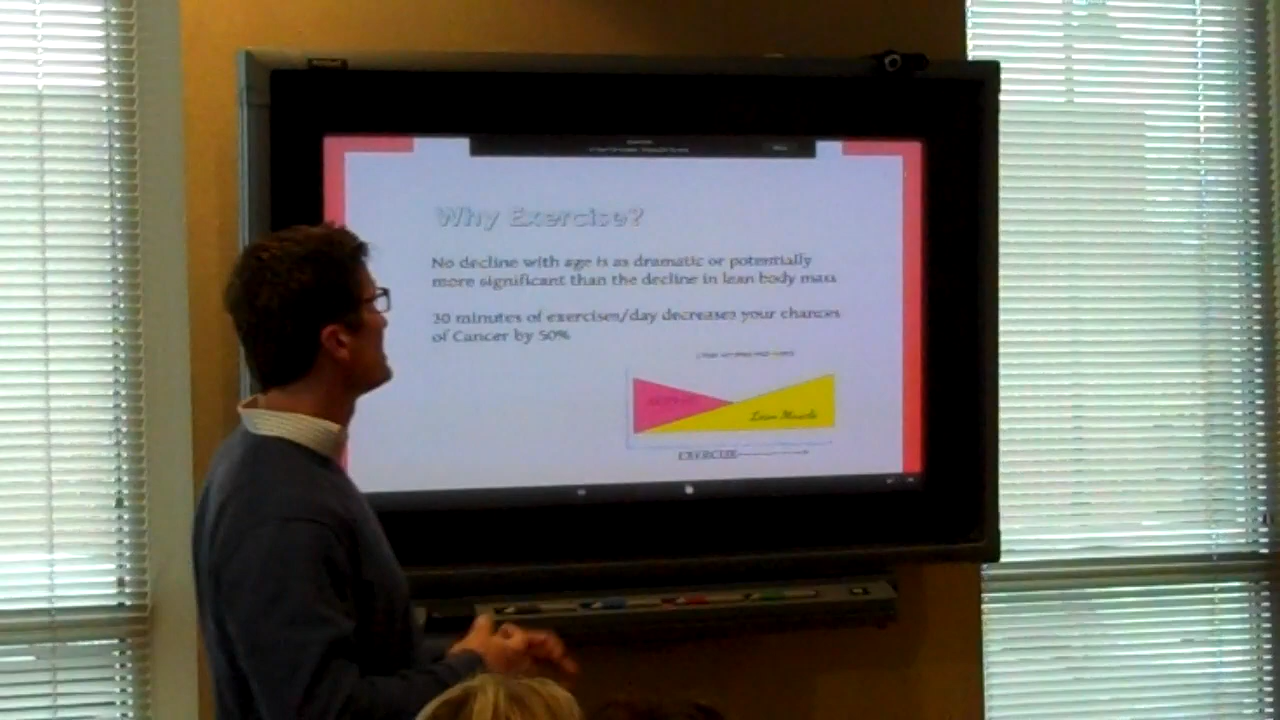 Why Exercise?
No decline with age is as dramatic or potentially
more significant than the decline in lean body mass
30 minutes of exercises/day decreases your chances
of Cancer by 50%
Lean Muscle
EXERCISE